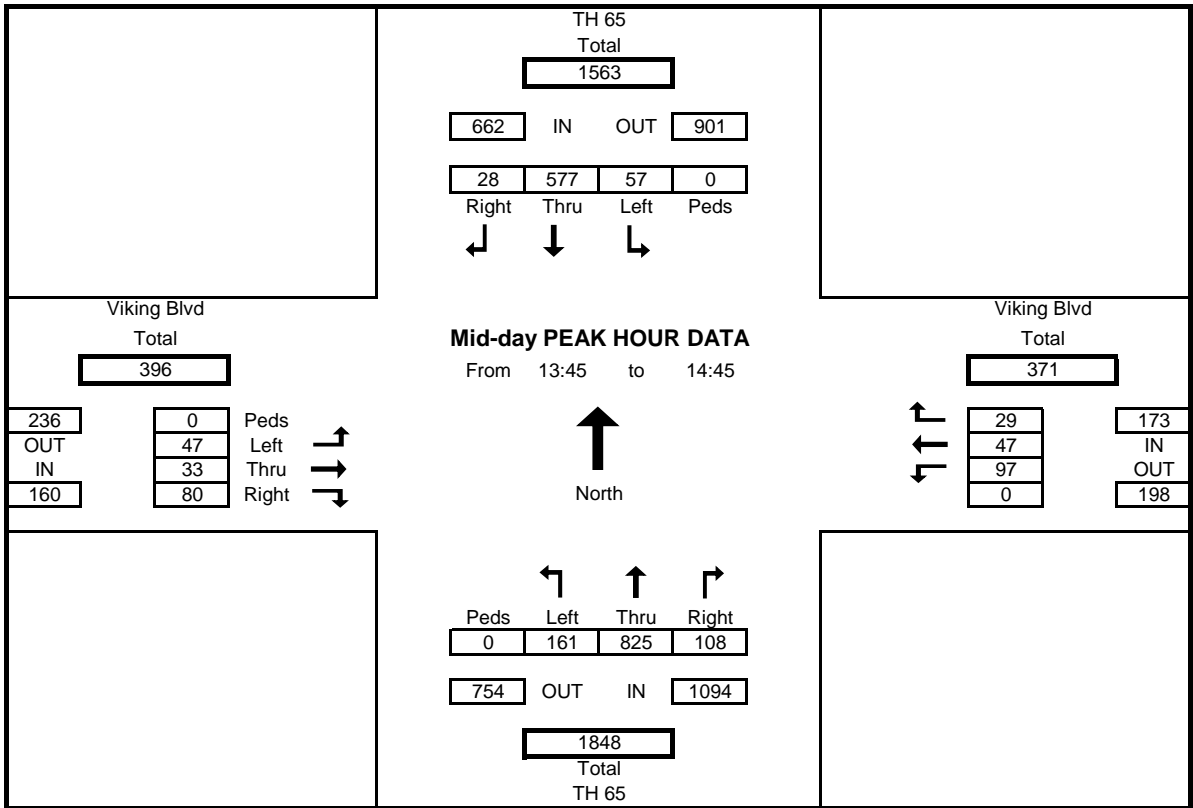 TH 65
Total
1563
662 IN OUT 901
28 577 57 0
Right Thru Left Peds
Viking Blvd
Total
396
236
OUT
IN
160
0 Peds
47 Left
33 Thru
80 Right
Mid-day PEAK HOUR DATA
From 13:45 to 14:45
North
Viking Blvd
Total
371
29
47
97
0
173
IN
OUT
198
Peds Left Thru Right
0 161 825 108
754 OUT IN 1094
1848
Total
TH 65